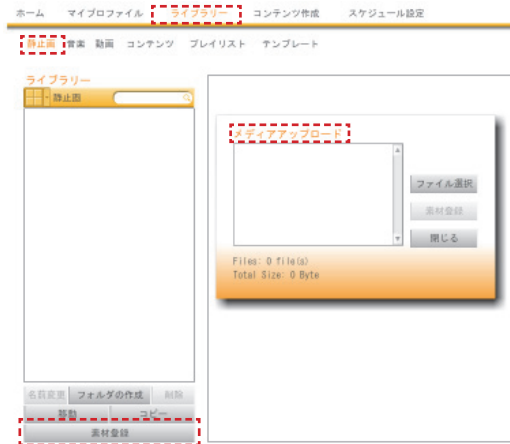 ホーム マイプロファイル ライブラリー コンテンツ作成 スケジュール設定
静止画 音楽 動画 コンテンツ プレイリスト テンプレート
ライブラリー
静止画
メディアアップロード
ファイル選択
素材登録
閉じる
Files: 0 file(s)
Total Size: 0 Byte
名前変更 フォルダの作成 削除
移動 コピー
素材登録